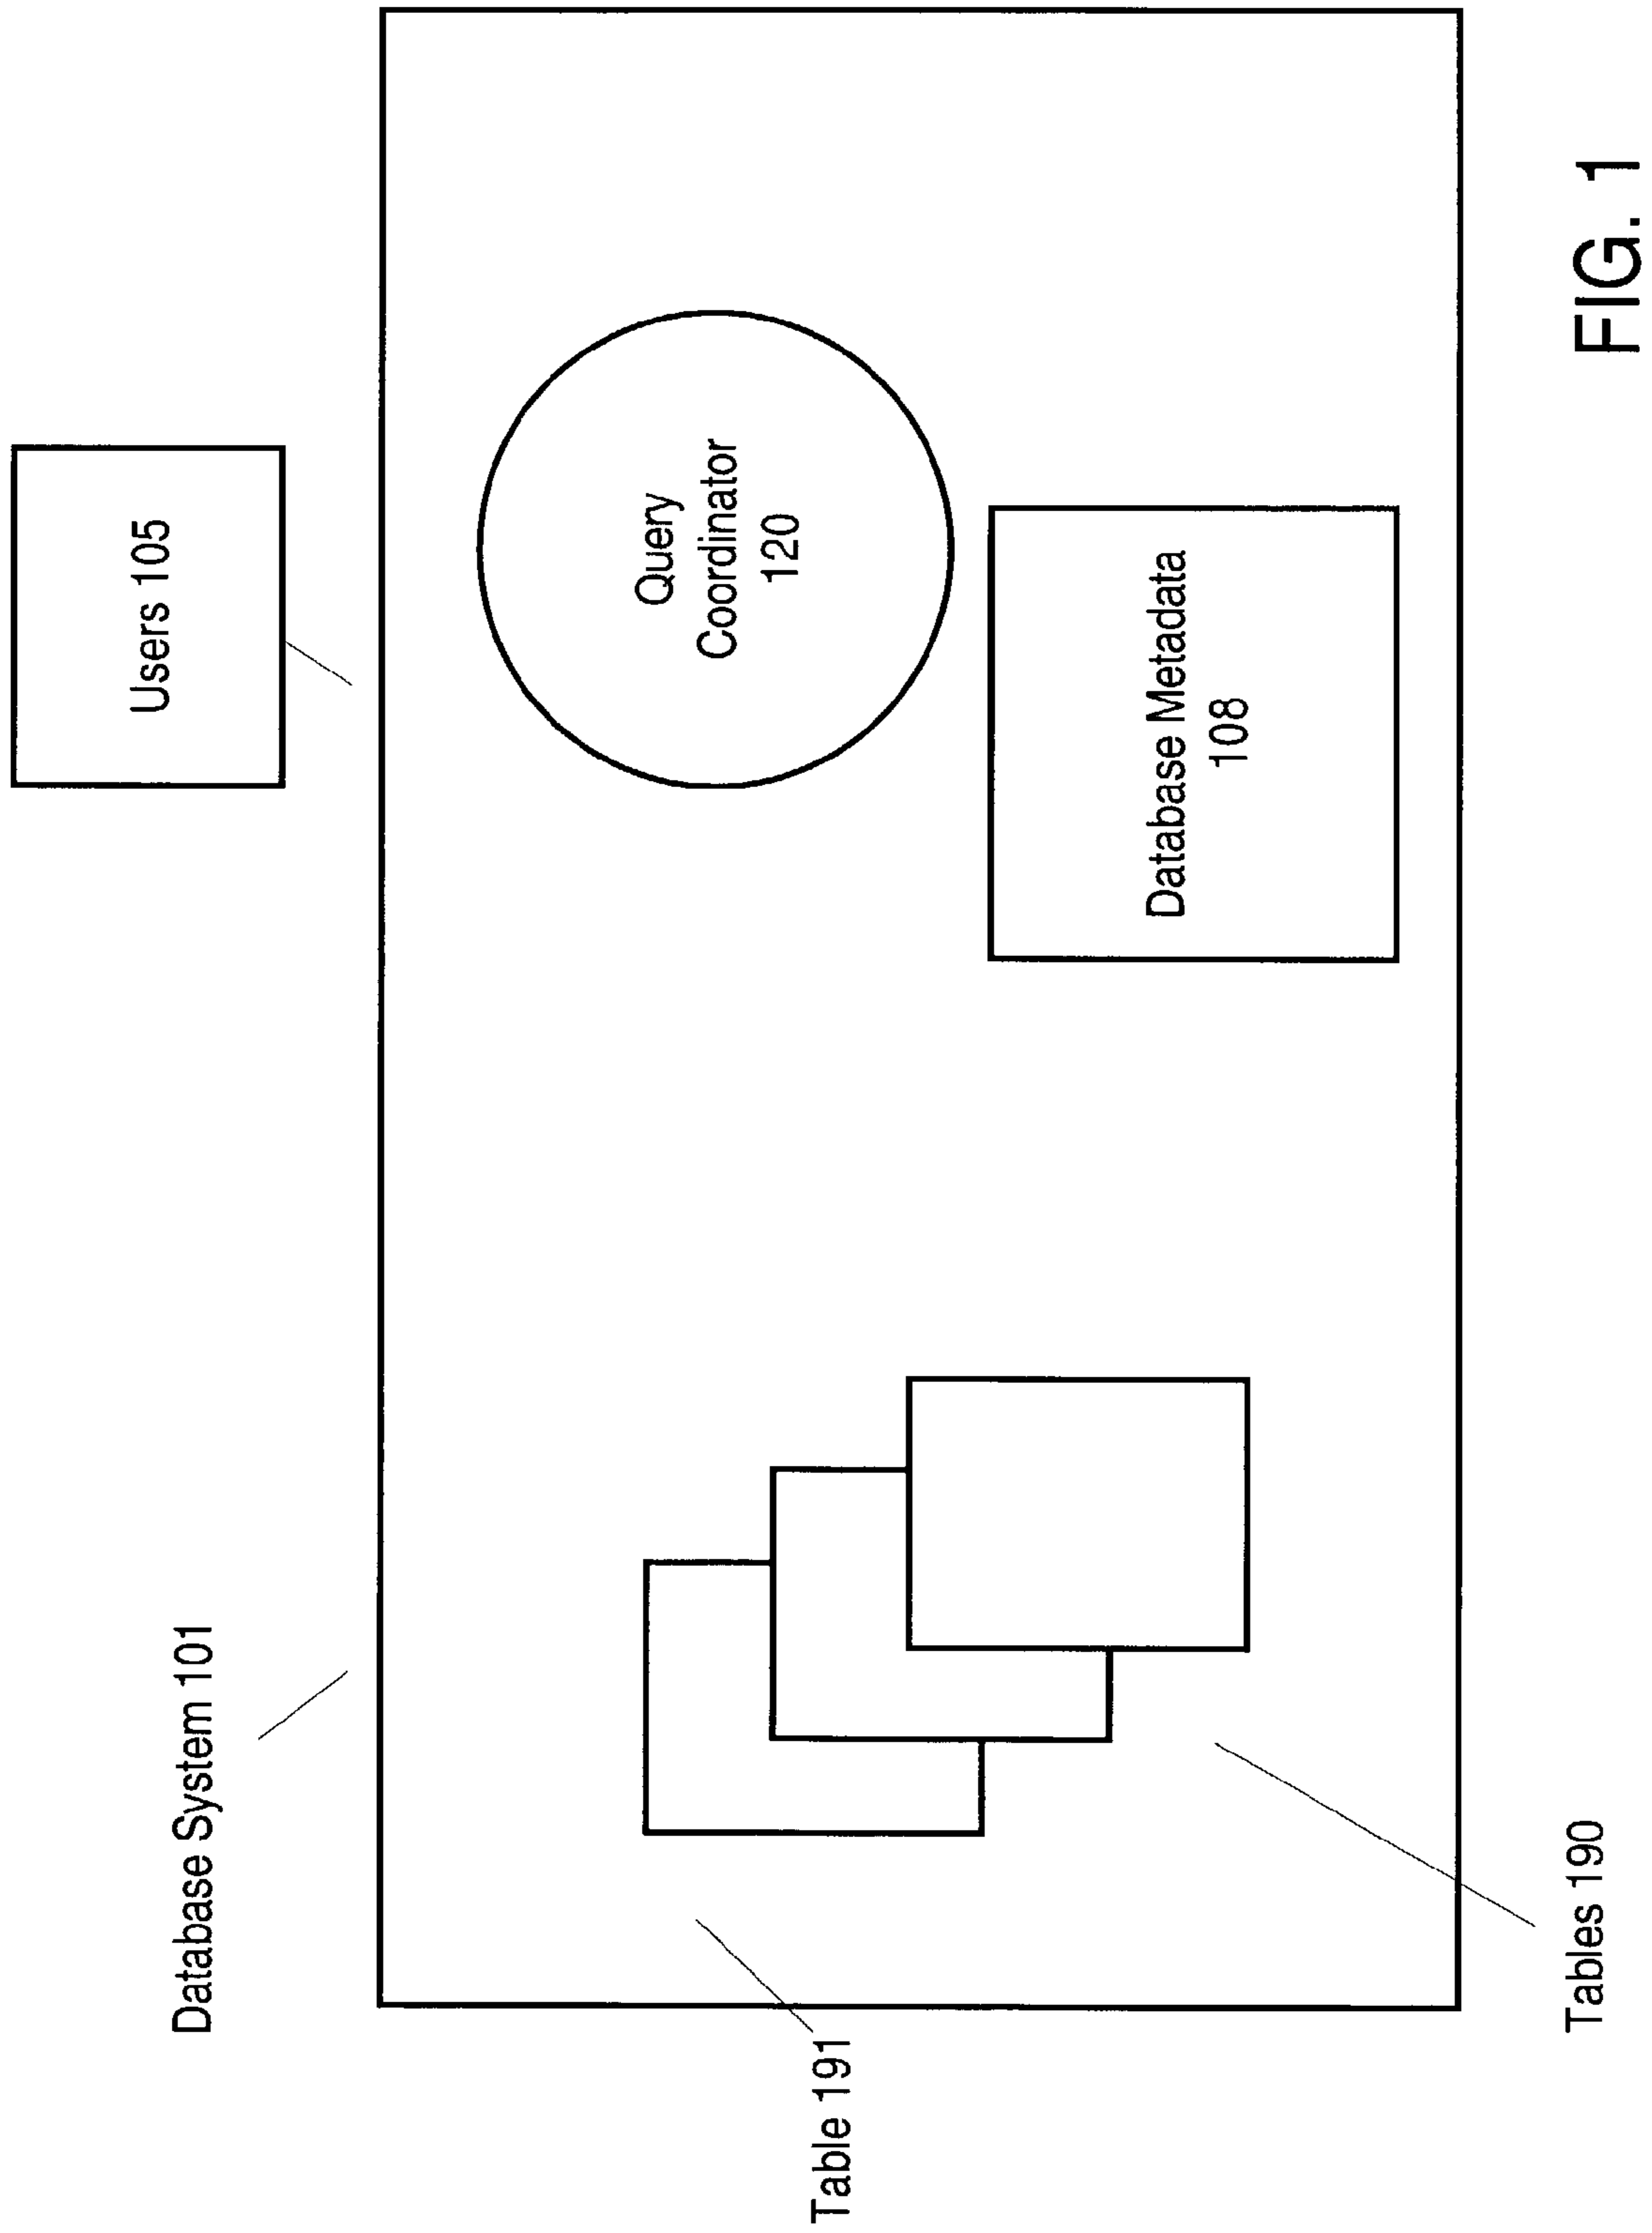 Database System 101
Users 105
Query
Coordinator
120
Table 191
Database Metadata
108
Tables 190
FIG. 1